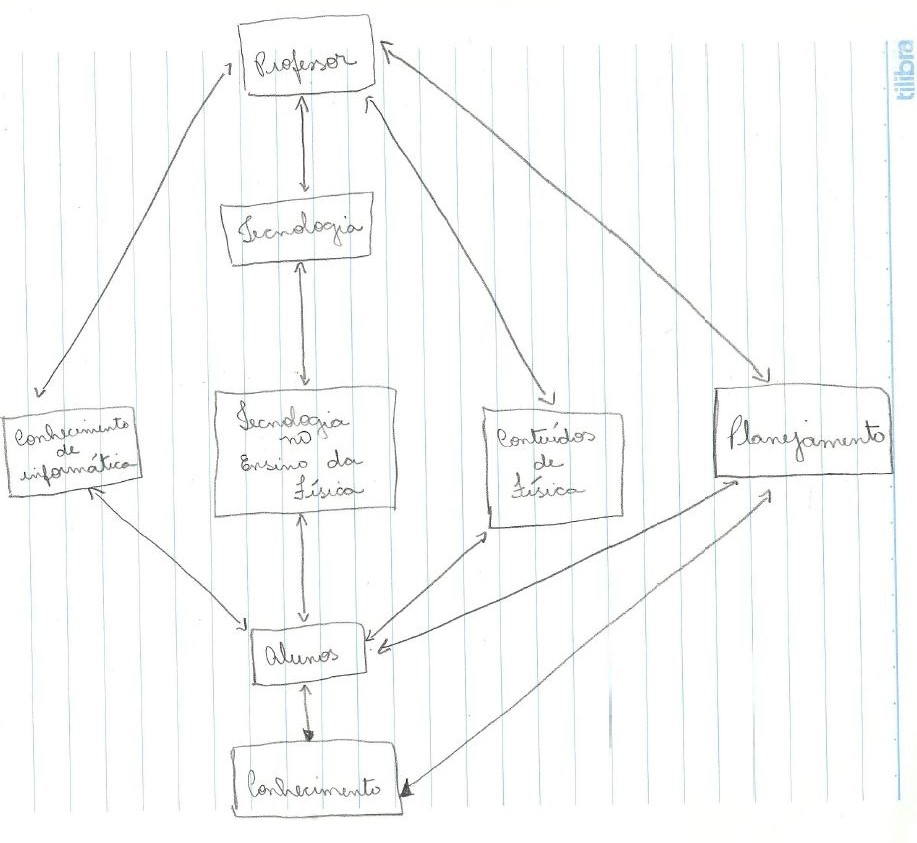 tilibra
Professor
Tecnologia
Conhecimento
de
informática
Tecnologia
no
Ensino da
Física
Conteúdos
de
Física
Planejamento
Alunos
Conhecimento